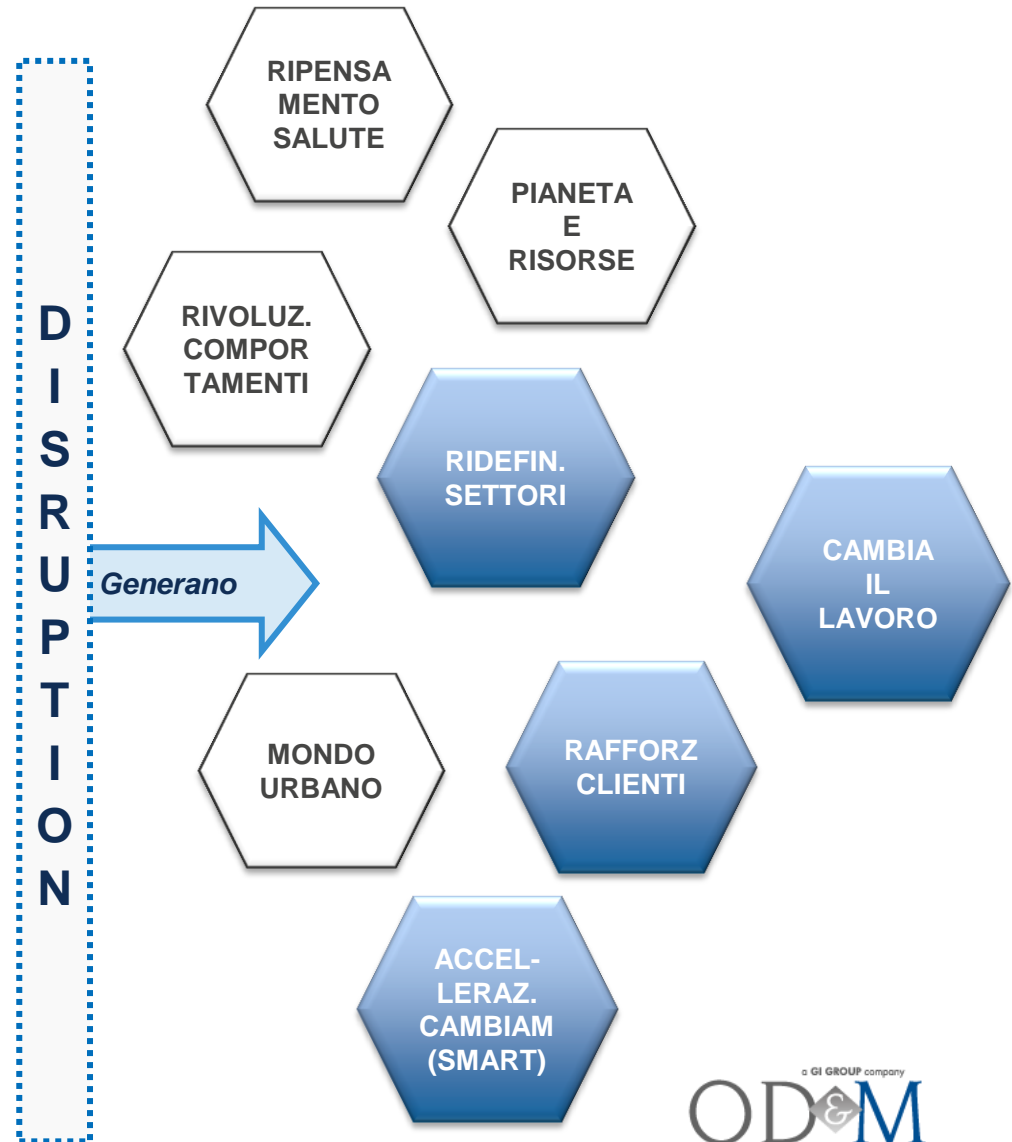 DISRUPTION
RIPENSA
MENTO
SALUTE
PIANETA
E
RISORSE
RIVOLUZ.
COMPOR
TAMENTI
RIDEFIN.
SETTORI
Generano
CAMBIA
IL
LAVORO
MONDO
URBANO
RAFFORZ
CLIENTI
ACCEL-
LERAZ.
CAMBIAM
(SMART)
a GI GROUP company
OD&M